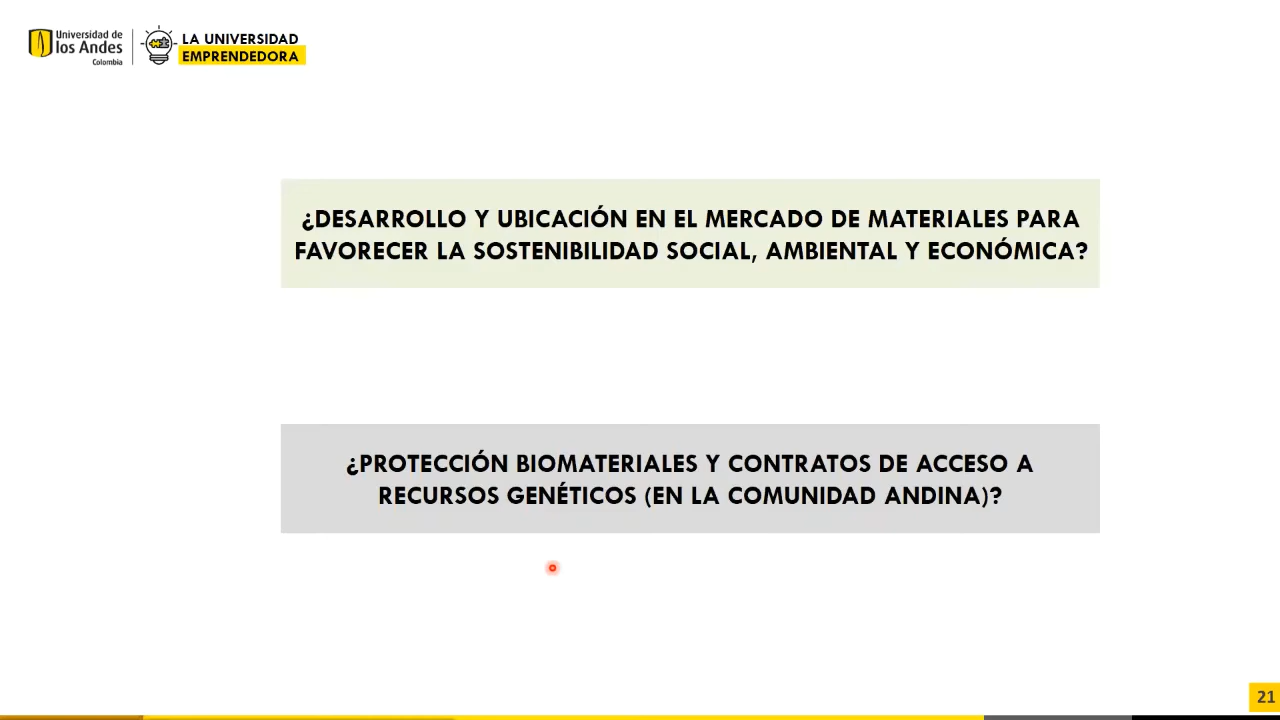 Universidad de
los Andes
Colombia
LA UNIVERSIDAD
EMPRENDEDORA
¿DESARROLLO Y UBICACIÓN EN EL MERCADO DE MATERIALES PARA
FAVORECER LA SOSTENIBILIDAD SOCIAL, AMBIENTAL Y ECONÓMICA?
¿PROTECCIÓN BIOMATERIALES Y CONTRATOS DE ACCESO A
RECURSOS GENÉTICOS (EN LA COMUNIDAD ANDINA)?
21